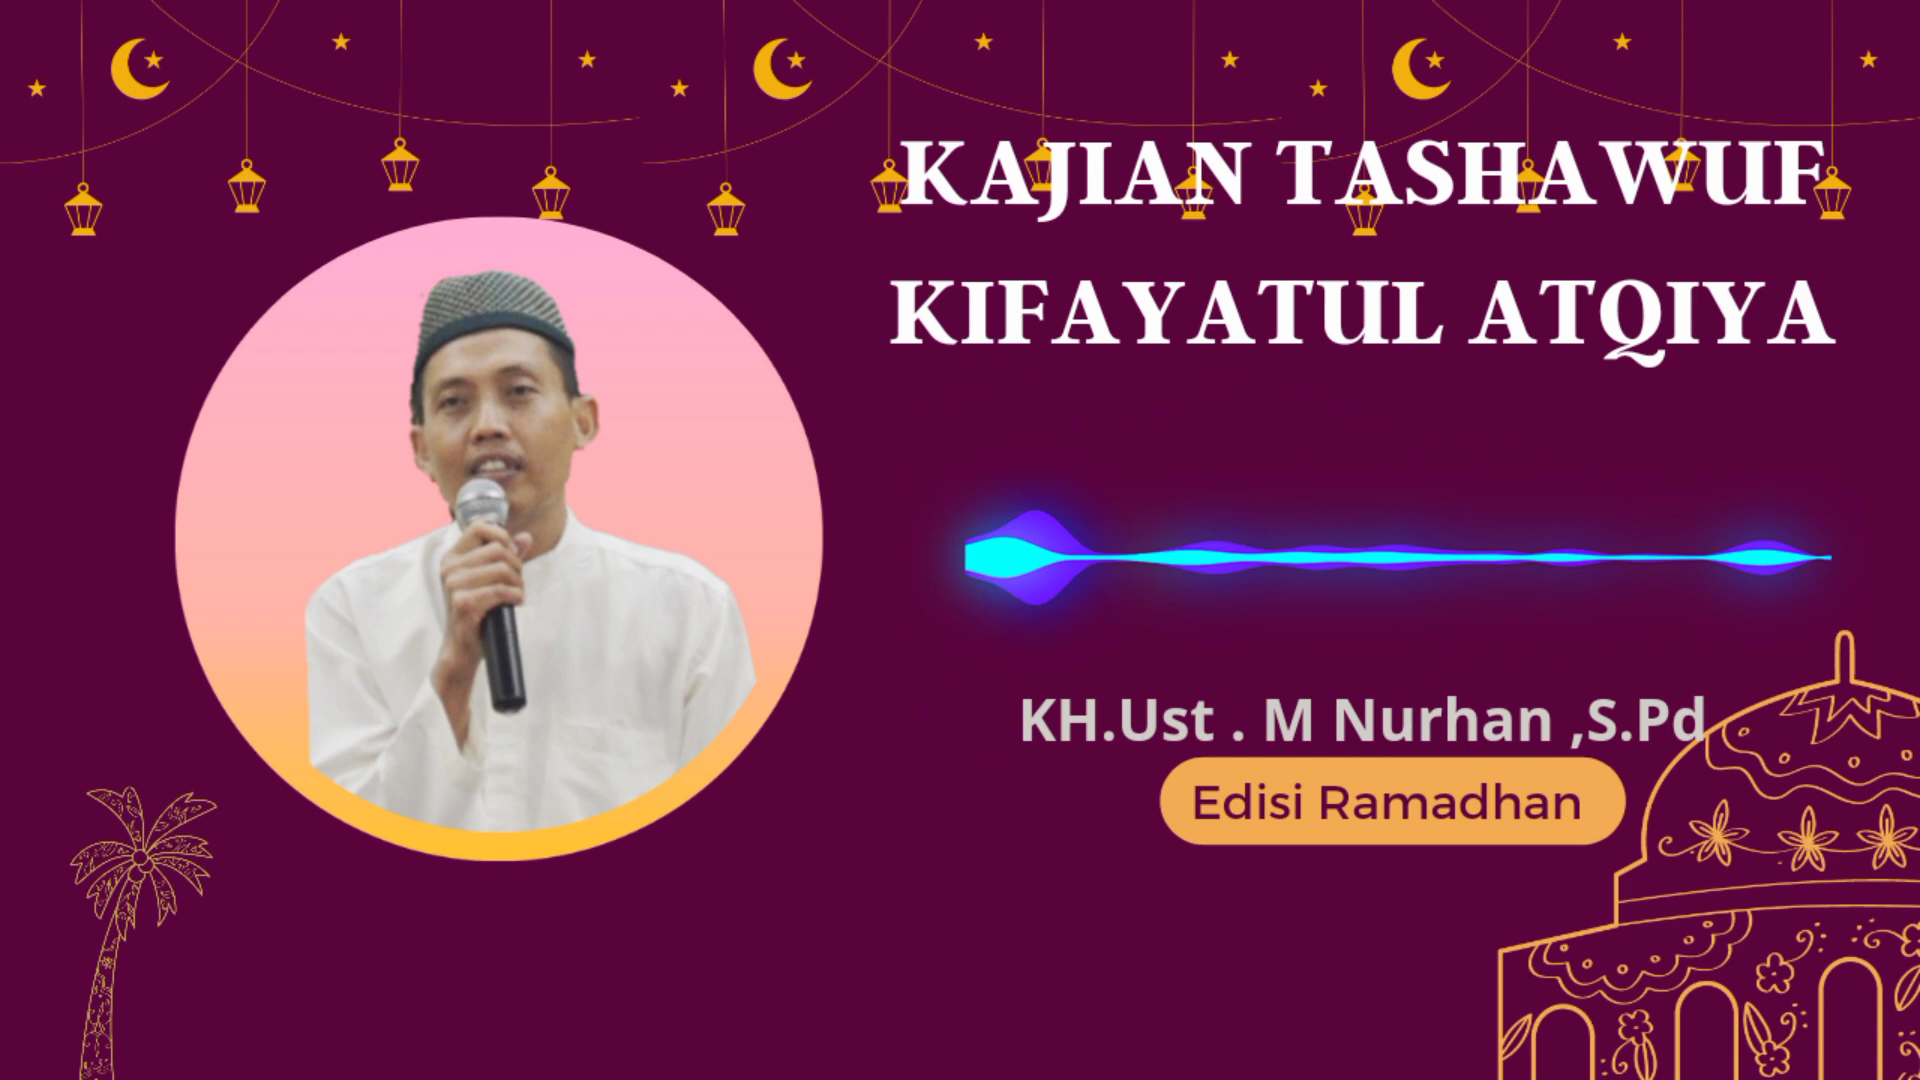 KAJIAN TASHAWUF
KIFAYATUL ATQIYA
KH.Ust . M Nurhan ,S.Pd
Edisi Ramadhan